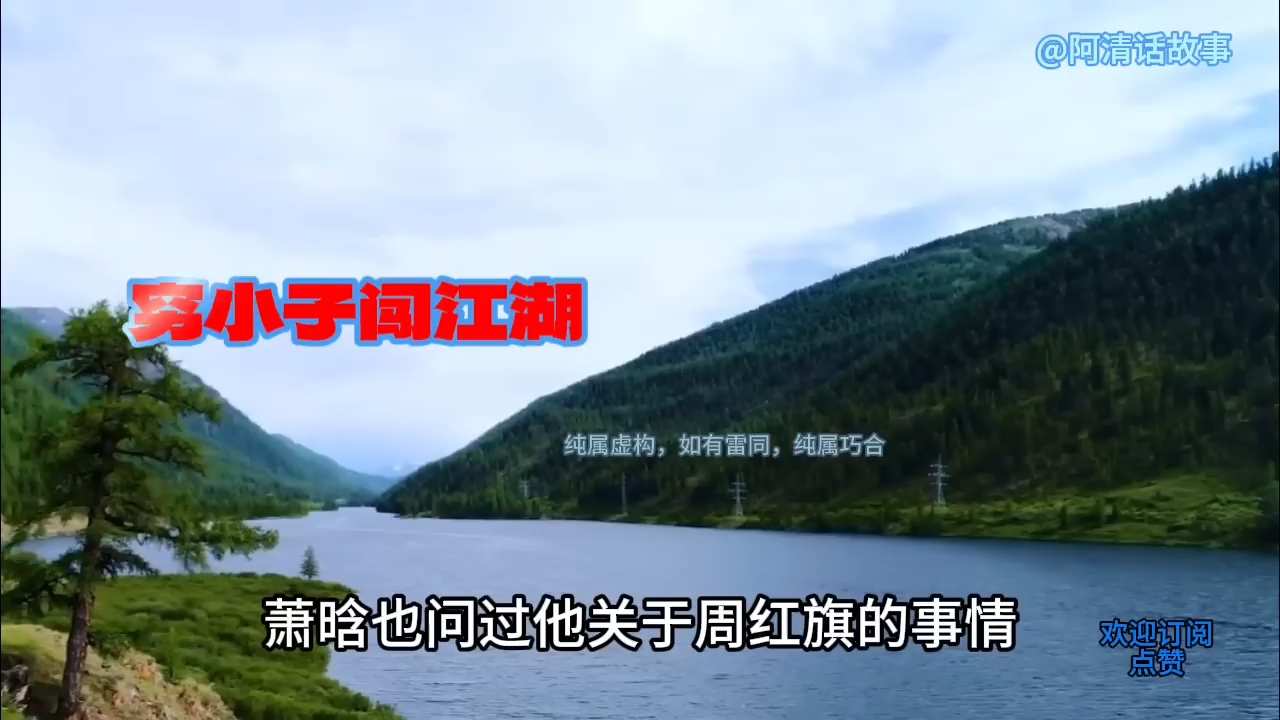 @阿清话故事
穷小子闯江湖
纯属虚构，如有雷同，纯属巧合
萧晗也问过他关于周红旗的事情
欢迎订阅
点赞